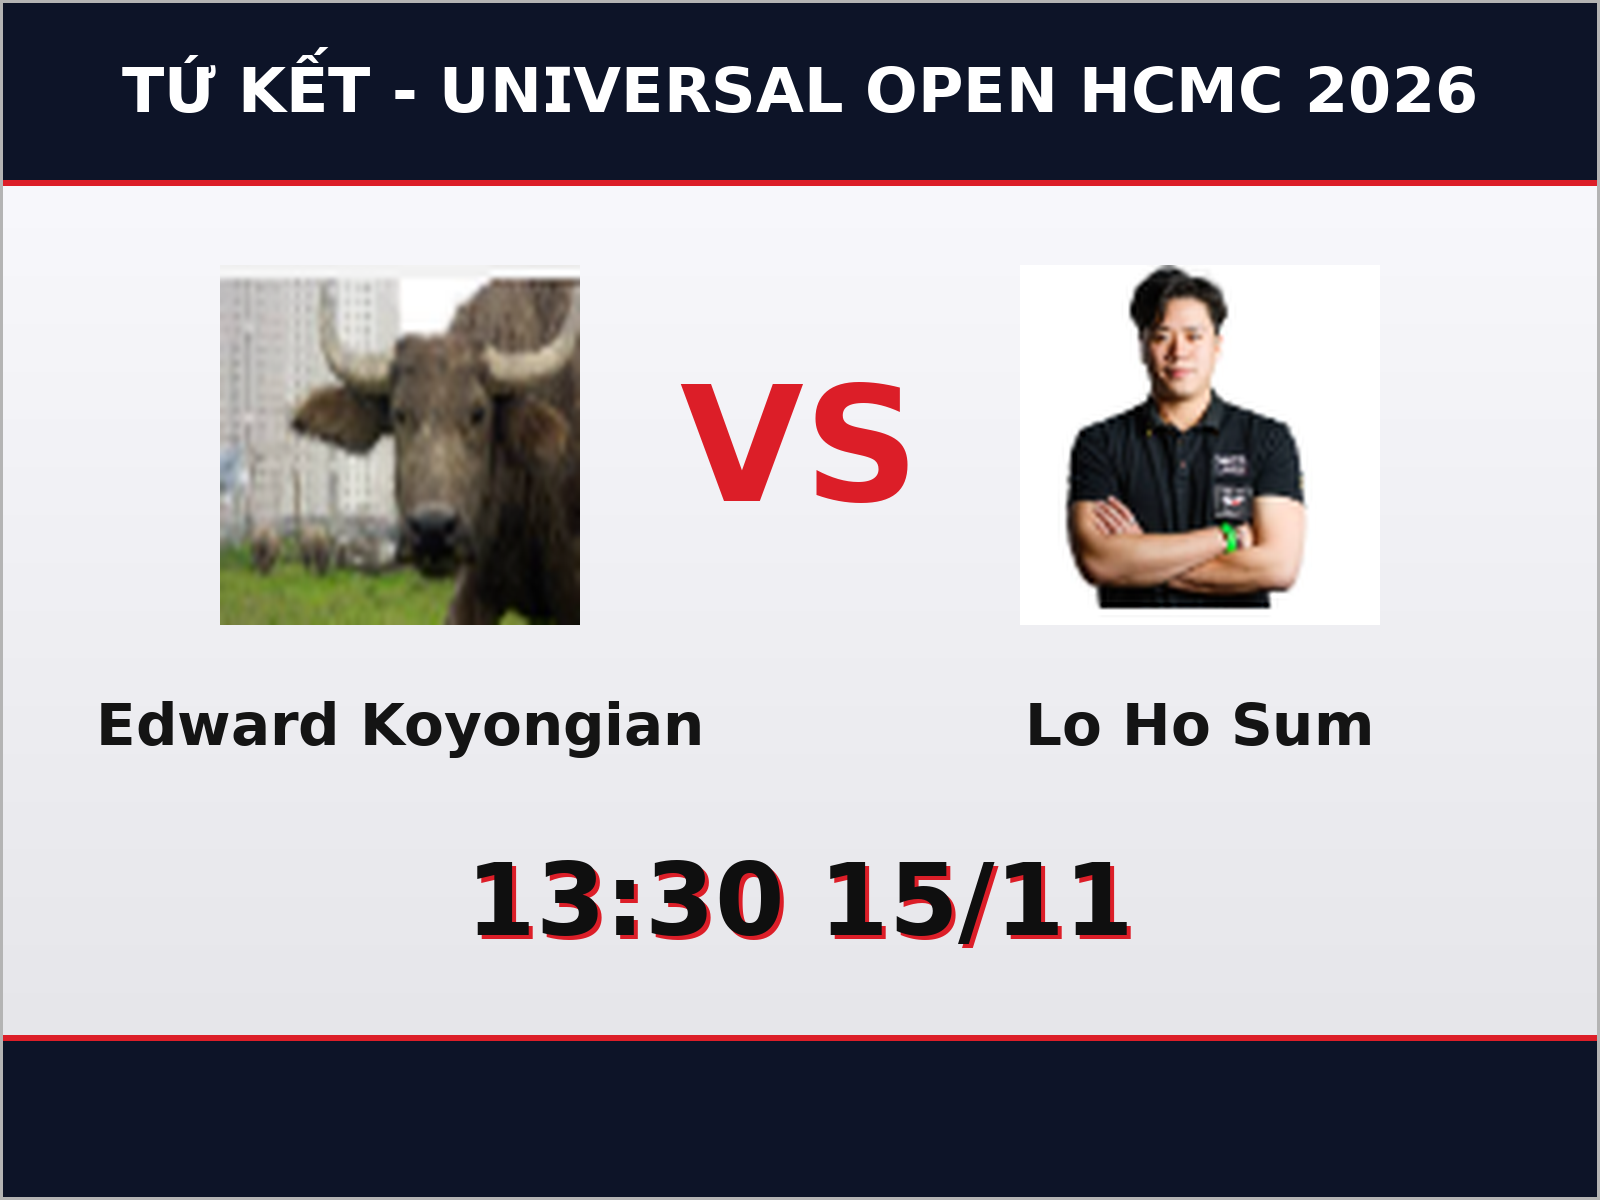 TỨ KẾT - UNIVERSAL OPEN HCMC 2026
VS
Edward Koyongian
Lo Ho Sum
13:30 15/11